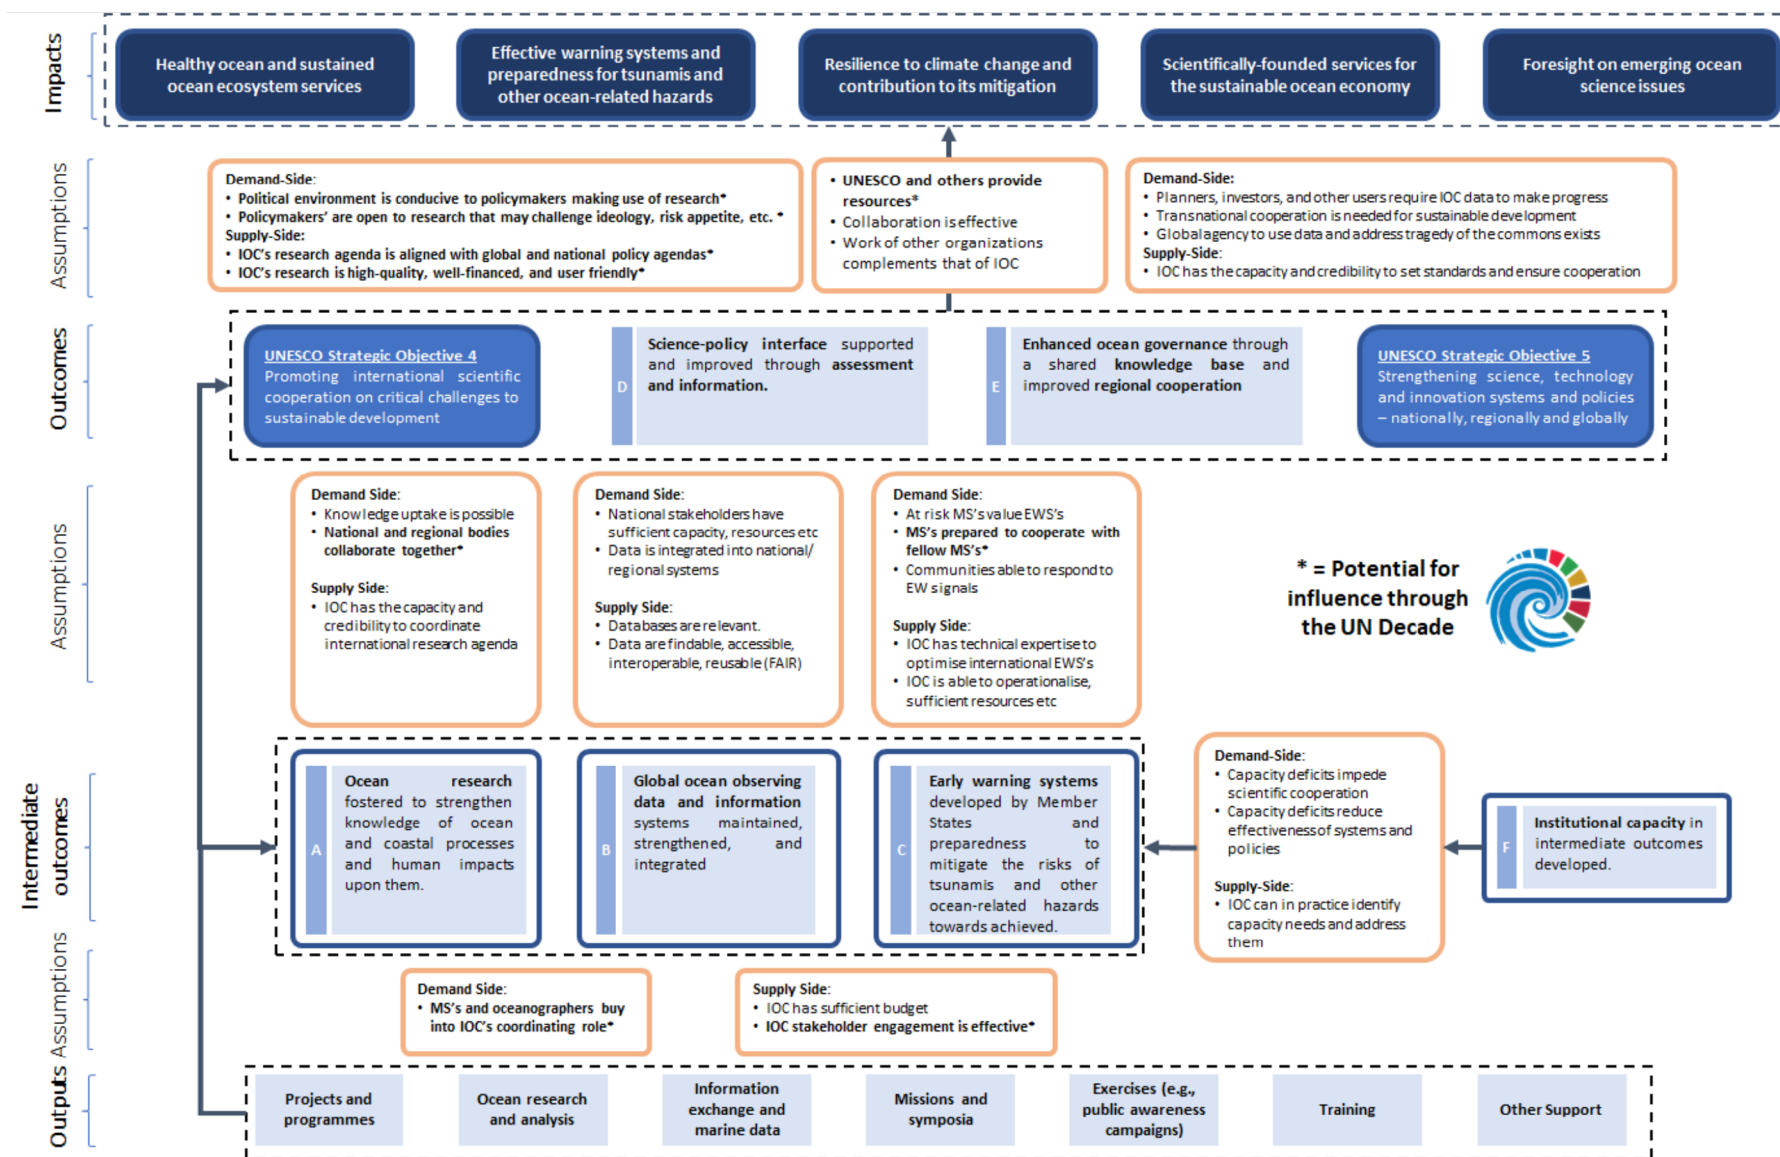 Impacts
Healthy ocean and sustained
ocean ecosystem services
Effective warning systems and
preparedness for tsunamis and
other ocean-related hazards
Resilience to climate change and
contribution to its mitigation
Scientifically-founded services for
the sustainable ocean economy
Foresight on emerging ocean
science issues
Assumptions
Demand-Side:
• Political environment is conducive to policymakers making use of research*
• Policymakers' are open to research that may challenge ideology, risk appetite, etc. *
Supply-Side:
• IOC's research agenda is aligned with global and national policy agendas*
• IOC's research is high-quality, well-financed, and user friendly*
• UNESCO and others provide
resources*
• Collaboration is effective
• Work of other organizations
complements that of IOC
Demand-Side:
• Planners, investors, and other users require IOC data to make progress
• Transnational cooperation is needed for sustainable development
• Global agency to use data and address tragedy of the commons exists
Supply-Side:
• IOC has the capacity and credibility to set standards and ensure cooperation
Outcomes
UNESCO Strategic Objective 4
Promoting international scientific
cooperation on critical challenges to
sustainable development
D
Science-policy interface supported
and improved through assessment
and information.
E
Enhanced ocean governance through
a shared knowledge base and
improved regional cooperation
UNESCO Strategic Objective 5
Strengthening science, technology
and innovation systems and policies
– nationally, regionally and globally
Assumptions
Demand Side:
• Knowledge uptake is possible
• National and regional bodies
collaborate together*
Supply Side:
• IOC has the capacity and
credibility to coordinate
international research agenda
Demand Side:
• National stakeholders have
sufficient capacity, resources etc
• Data is integrated into national/
regional systems
Supply Side:
• Databases are relevant.
• Data are findable, accessible,
interoperable, reusable (FAIR)
Demand Side:
• At risk MS's value EWS's
• MS's prepared to cooperate with
fellow MS's*
• Communities able to respond to
EW signals
Supply Side:
• IOC has technical expertise to
optimise international EWS's
• IOC is able to operationalise,
sufficient resources etc
* = Potential for
influence through
the UN Decade
Intermediate
outcomes
A
Ocean research
fostered to strengthen
knowledge of ocean
and coastal processes
and human impacts
upon them.
B
Global ocean observing
data and information
systems maintained,
strengthened, and
integrated
C
Early warning systems
developed by Member
States and
preparedness to
mitigate the risks of
tsunamis and other
ocean-related hazards
towards achieved.
Demand-Side:
• Capacity deficits impede
scientific cooperation
• Capacity deficits reduce
effectiveness of systems and
policies
Supply-Side:
• IOC can in practice identify
capacity needs and address
them
F
Institutional capacity in
intermediate outcomes
developed.
Assumptions
Demand Side:
• MS's and oceanographers buy
into IOC's coordinating role*
Supply Side:
• IOC has sufficient budget
• IOC stakeholder engagement is effective*
Outputs
Projects and
programmes
Ocean research
and analysis
Information
exchange and
marine data
Missions and
symposia
Exercises (e.g.,
public awareness
campaigns)
Training
Other Support